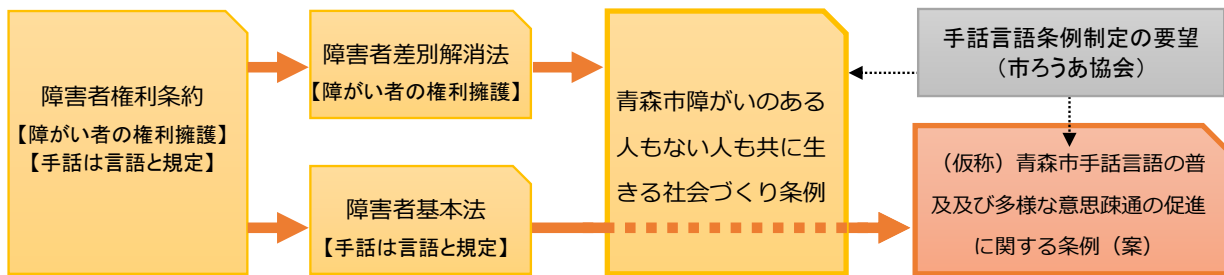 障害者権利条約
【障がい者の権利擁護】
【手話は言語と規定】
障害者差別解消法
【障がい者の権利擁護】
障害者基本法
【手話は言語と規定】
青森市障がいのある
人もない人も共に生
きる社会づくり条例
手話言語条例制定の要望
（市ろうあ協会）
（仮称）青森市手話言語の普
及及び多様な意思疎通の促進
に関する条例（案）